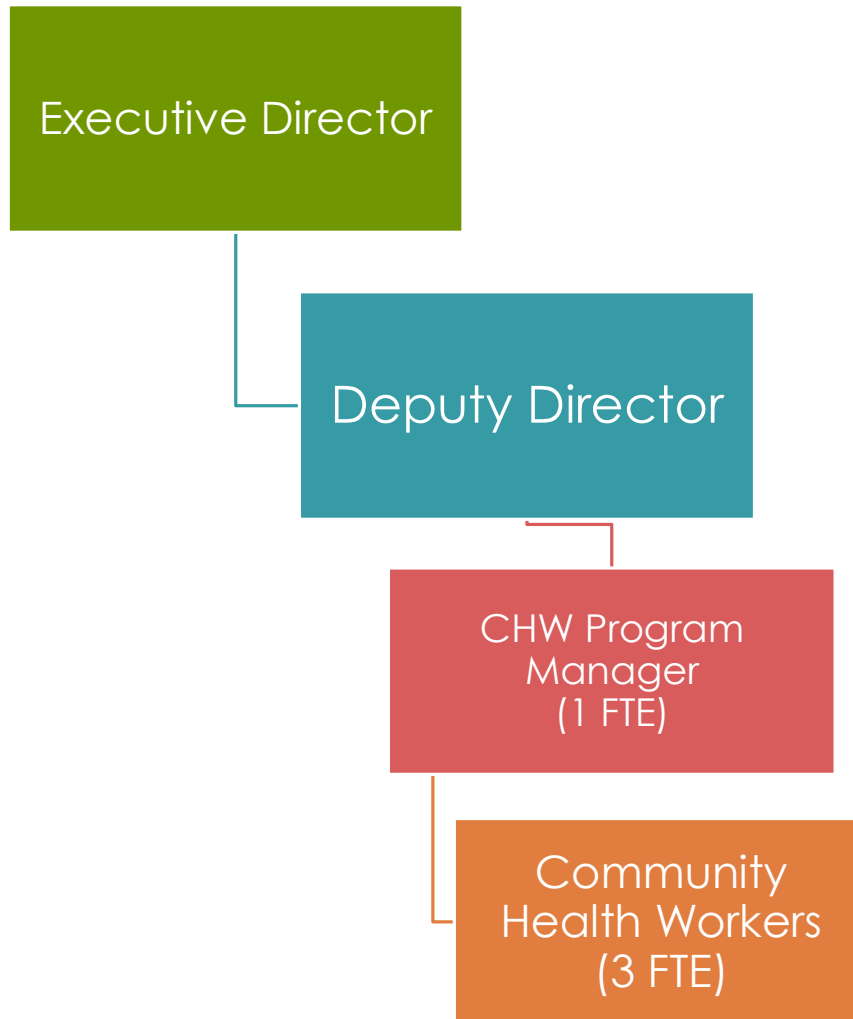 Executive Director
Deputy Director
CHW Program
Manager
(1 FTE)
Community
Health Workers
(3 FTE)